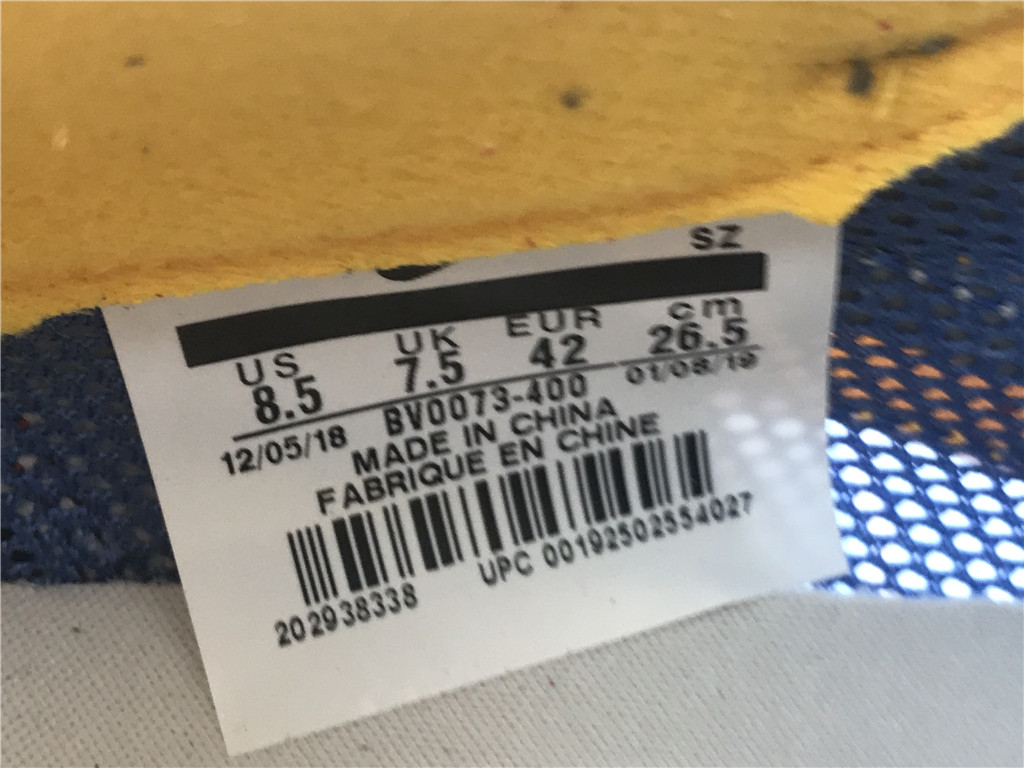 SZ
US UK EUR cm
8.5 7.5 42 26.5
12/05/18 BV0073-400 01/08/19
MADE IN CHINA
FABRIQUE EN CHINE
202938338 UPC 00192502554027